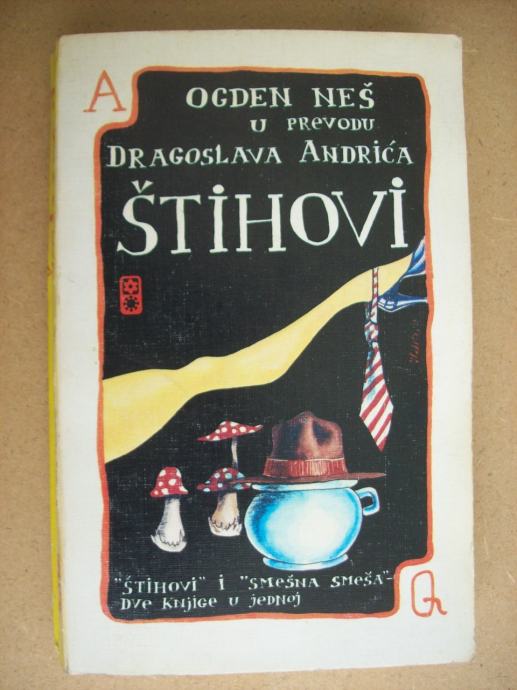 A
OGDEN NEŠ
U PREVODU
DRAGOSLAVA ANDRIĆA
ŠTIHOVI
"ŠTIHOVI" I "SMEŠNA SMEŠA"-
DVE KNJIGE U JEDNOJ